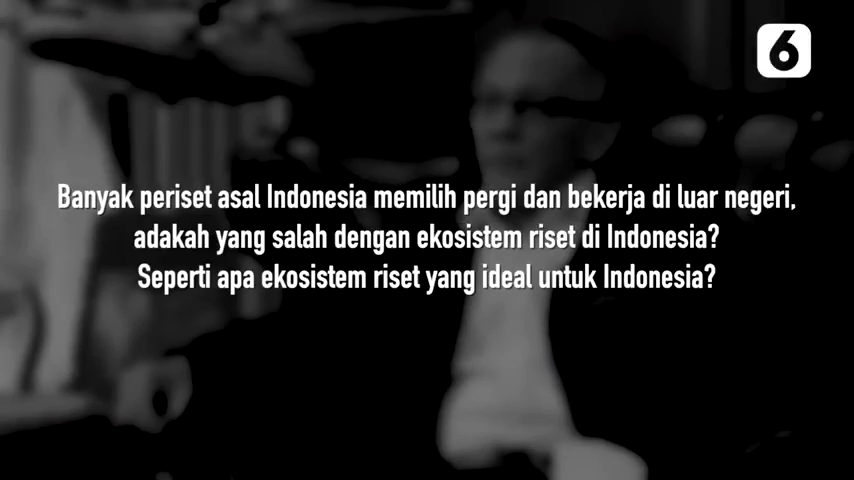 6
Banyak periset asal Indonesia memilih pergi dan bekerja di luar negeri,
adakah yang salah dengan ekosistem riset di Indonesia?
Seperti apa ekosistem riset yang ideal untuk Indonesia?